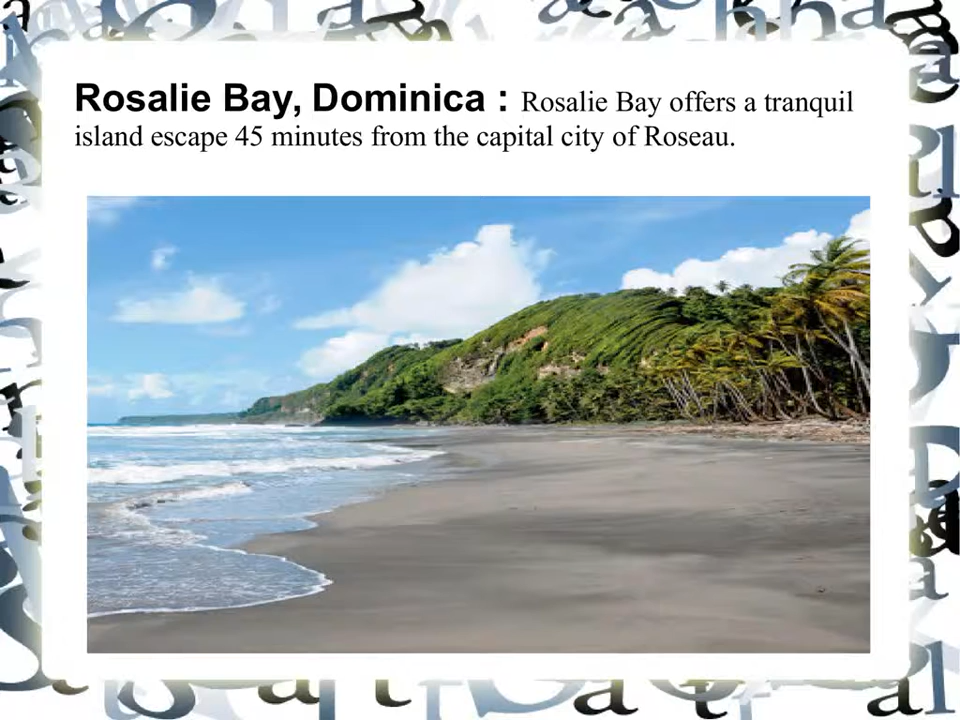 Rosalie Bay, Dominica : Rosalie Bay offers a tranquil
island escape 45 minutes from the capital city of Roseau.